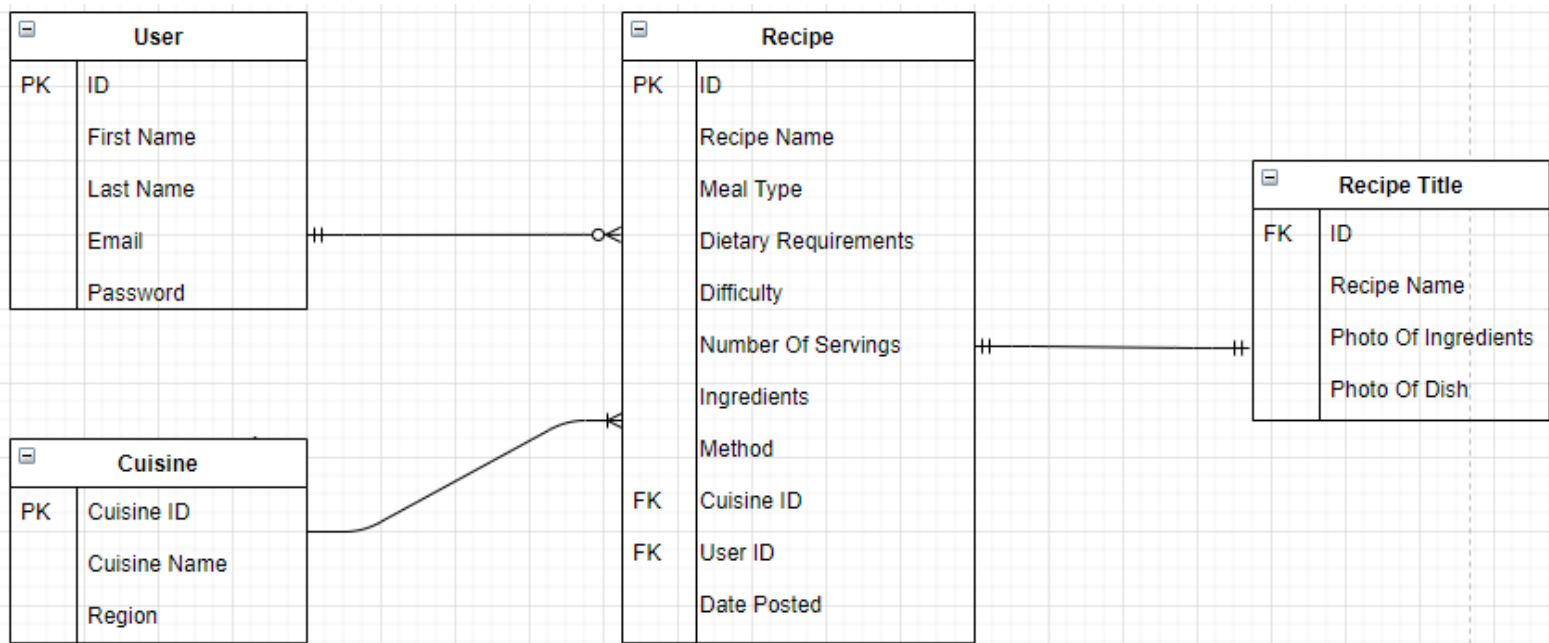 User
PK ID
First Name
Last Name
Email
Password
Recipe
PK ID
Recipe Name
Meal Type
Dietary Requirements
Difficulty
Number Of Servings
Ingredients
Method
FK Cuisine ID
FK User ID
Date Posted
Recipe Title
FK ID
Recipe Name
Photo Of Ingredients
Photo Of Dish
Cuisine
PK Cuisine ID
Cuisine Name
Region